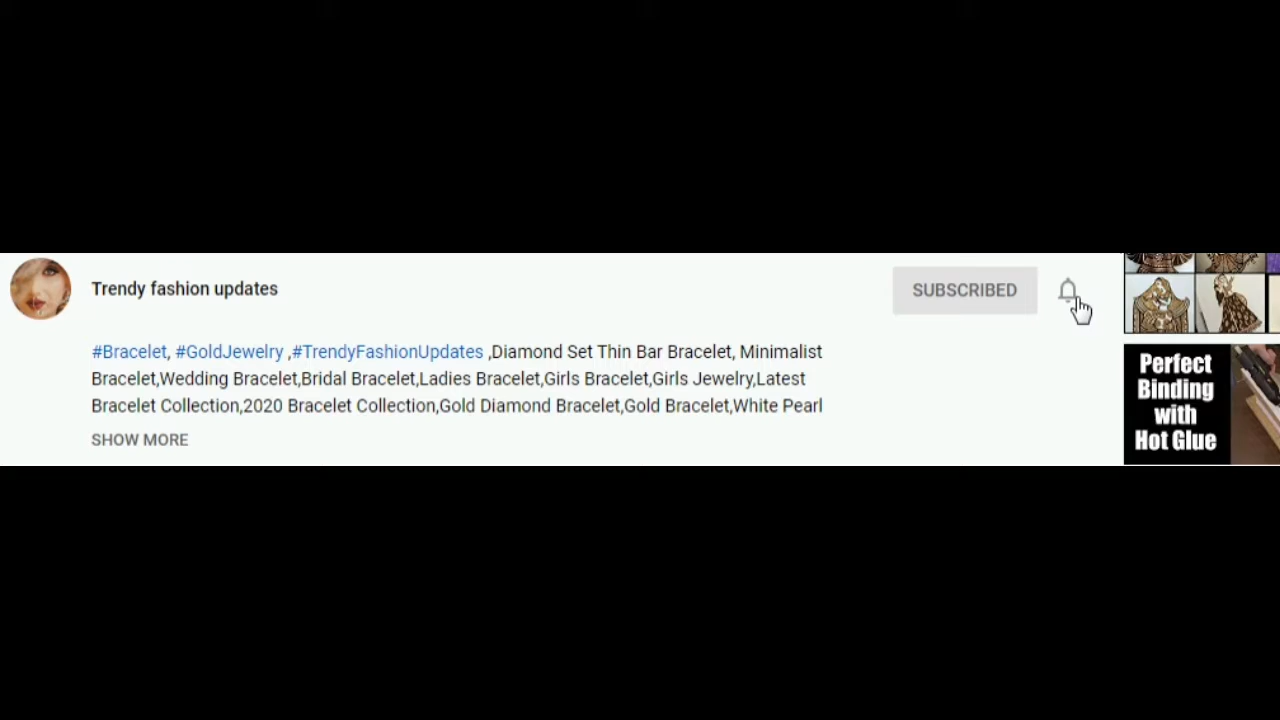 Trendy fashion updates
SUBSCRIBED
#Bracelet, #GoldJewelry ,#TrendyFashionUpdates ,Diamond Set Thin Bar Bracelet, Minimalist
Bracelet,Wedding Bracelet,Bridal Bracelet,Ladies Bracelet,Girls Bracelet,Girls Jewelry,Latest
Bracelet Collection,2020 Bracelet Collection,Gold Diamond Bracelet,Gold Bracelet,White Pearl
SHOW MORE
Perfect
Binding
with
Hot Glue